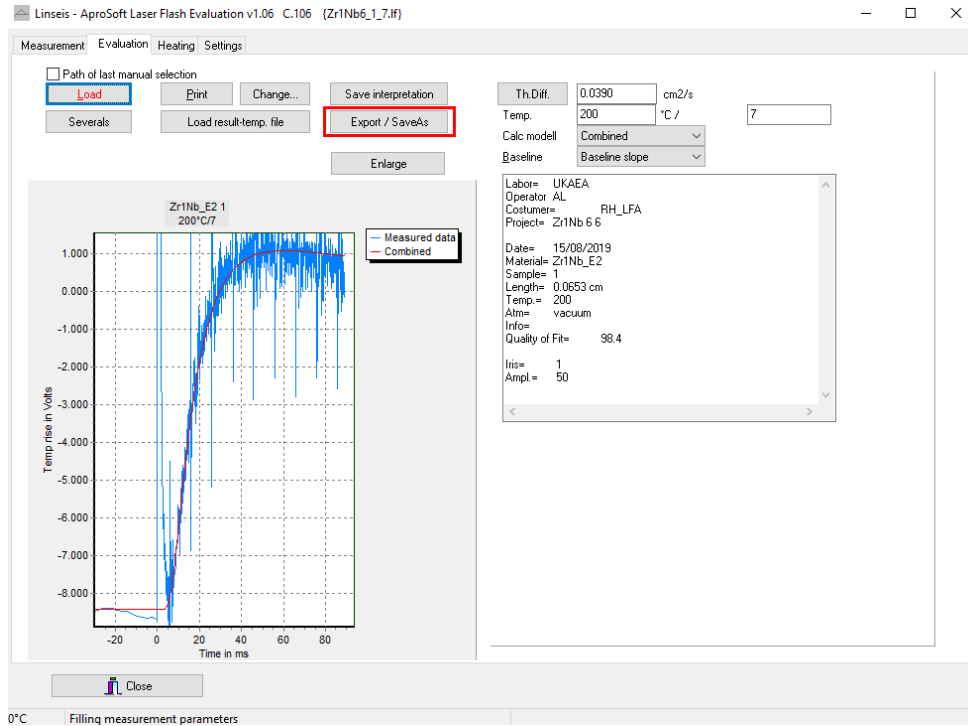 Linseis - AproSoft Laser Flash Evaluation v1.06 C.106 {Zr1Nb6_1_7.lf}
Measurement Evaluation Heating Settings
Path of last manual selection
Load Print Change... Save interpretation
Severals Load result-temp. file Export / SaveAs
Enlarge
Th.Diff. 0.0390 cm2/s
Temp. 200 °C / 7
Calc modell Combined
Baseline Baseline slope
Labor= UKAEA
Operator AL
Costumer= RH_LFA
Project= Zr1Nb 6 6
Date= 15/08/2019
Material= Zr1Nb_E2
Sample= 1
Length= 0.0653 cm
Temp.= 200
Atm= vacuum
Info=
Quality of Fit= 98.4
Iris= 1
Ampl.= 50
Zr1Nb_E2 1
200°C/7
Measured data
Combined
1.000
0.000
-1.000
-2.000
-3.000
-4.000
-5.000
-6.000
-7.000
-8.000
Temp rise in Volts
-20 0 20 40 60 80
Time in ms
Close
0°C Filling measurement parameters